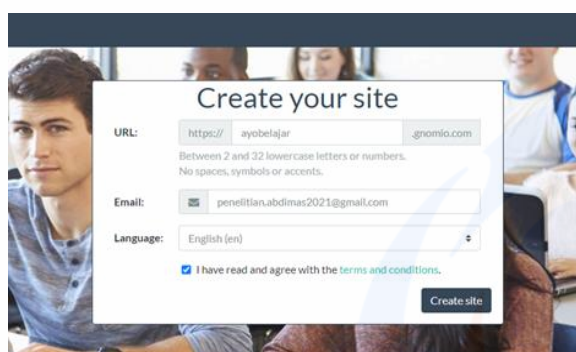 Create your site
URL: https:// ayobelajar .gnomio.com
Between 2 and 32 lowercase letters or numbers.
No spaces, symbols or accents.
Email: penelitian.abdimas2021@gmail.com
Language: English (en)
I have read and agree with the terms and conditions.
Create site